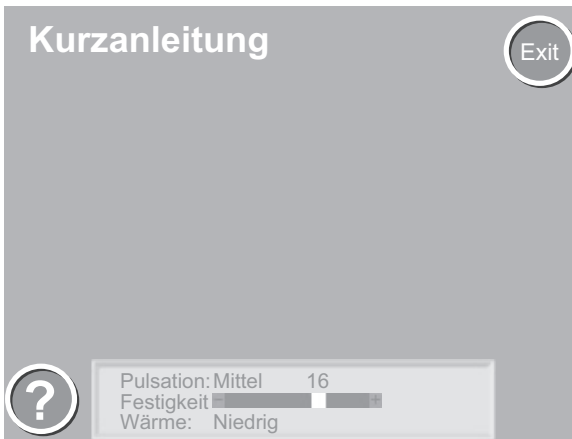 Kurzanleitung
Exit
?
Pulsation: Mittel 16
Festigkeit - +
Wärme: Niedrig